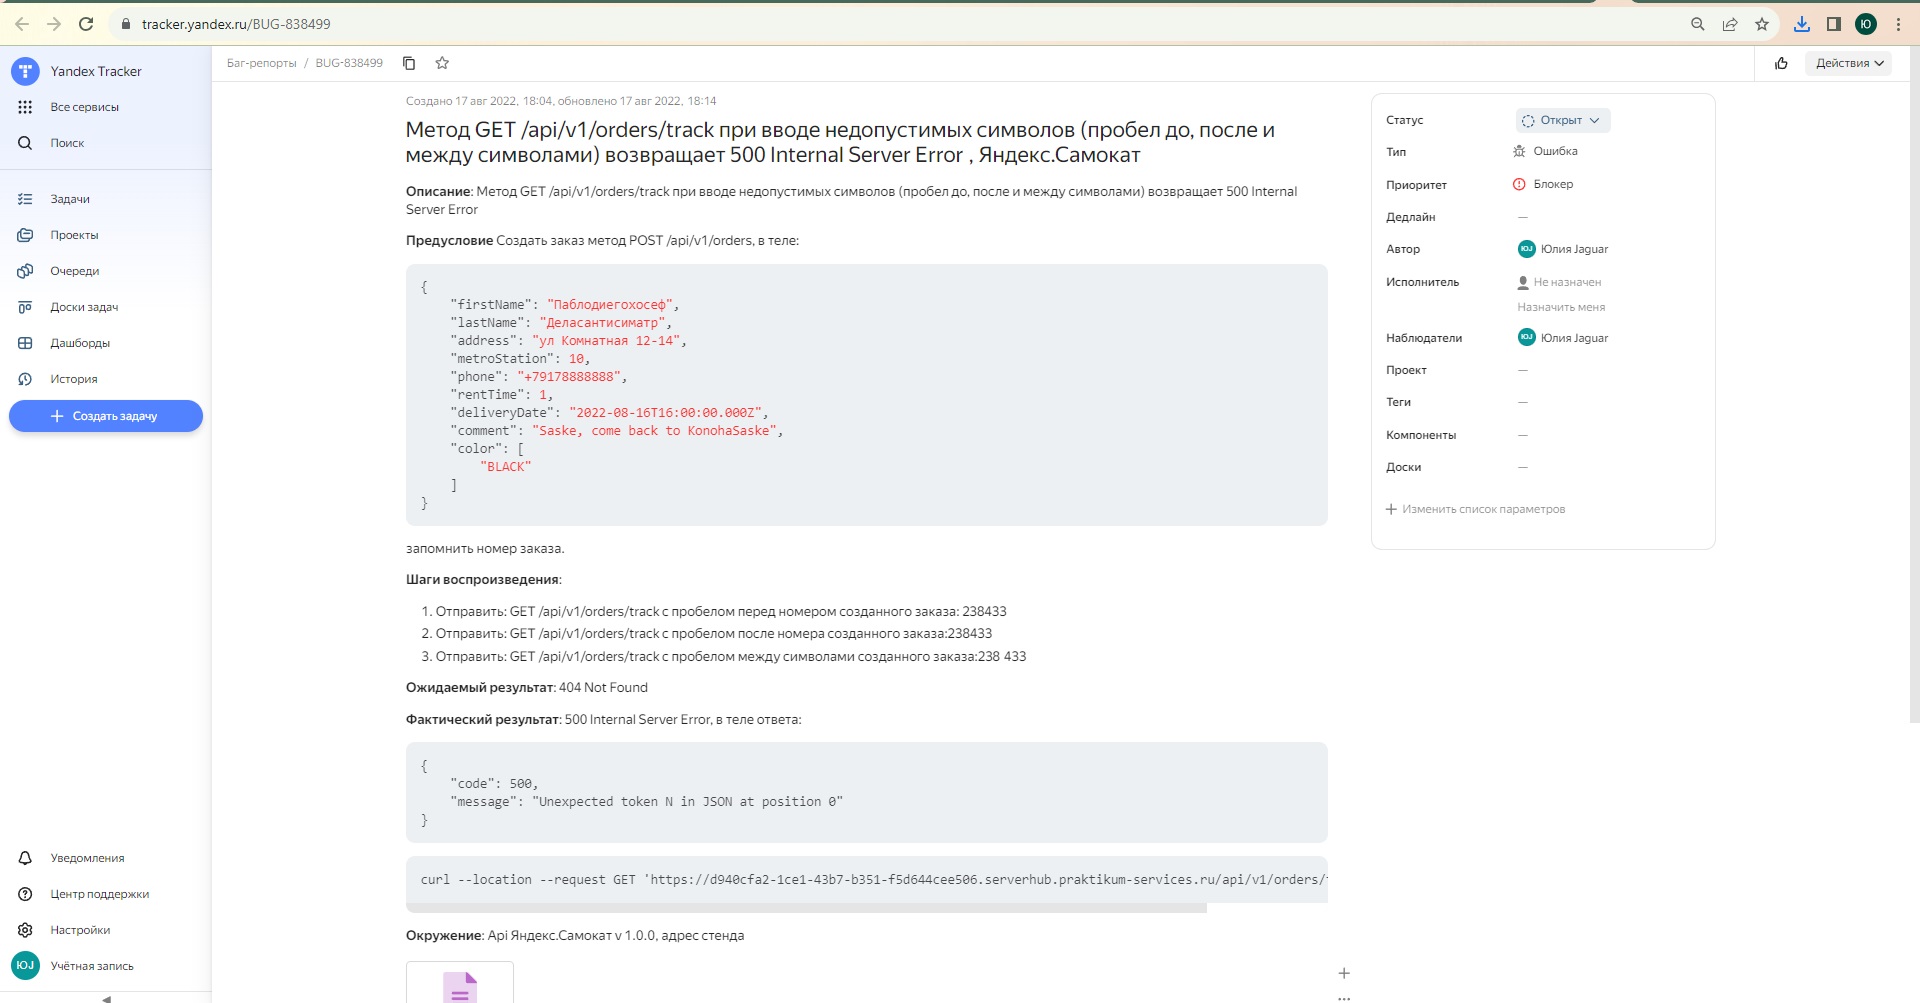 tracker.yandex.ru/BUG-838499
Ю
Yandex Tracker
Все сервисы
Поиск
Задачи
Проекты
Очереди
Доски задач
Дашборды
История
Создать задачу
Уведомления
Центр поддержки
Настройки
ЮJ Учётная запись
Баг-репорты / BUG-838499
Действия
Создано 17 авг 2022, 18:04, обновлено 17 авг 2022, 18:14
Метод GET /api/v1/orders/track при вводе недопустимых символов (пробел до, после и
между символами) возвращает 500 Internal Server Error , Яндекс.Самокат
Описание: Метод GET /api/v1/orders/track при вводе недопустимых символов (пробел до, после и между символами) возвращает 500 Internal
Server Error
Предусловие Создать заказ метод POST /api/v1/orders, в теле:
{
"firstName": "Паблодиегохосеф",
"lastName": "Деласантисиматр",
"address": "ул Комнатная 12-14",
"metroStation": 10,
"phone": "+79178888888",
"rentTime": 1,
"deliveryDate": "2022-08-16T16:00:00.000Z",
"comment": "Saske, come back to KonohaSaske",
"color": [
"BLACK"
]
}
запомнить номер заказа.
Шаги воспроизведения:
1. Отправить: GET /api/v1/orders/track с пробелом перед номером созданного заказа: 238433
2. Отправить: GET /api/v1/orders/track с пробелом после номера созданного заказа:238433
3. Отправить: GET /api/v1/orders/track с пробелом между символами созданного заказа:238 433
Ожидаемый результат: 404 Not Found
Фактический результат: 500 Internal Server Error, в теле ответа:
{
"code": 500,
"message": "Unexpected token N in JSON at position 0"
}
curl --location --request GET 'https://d940cfa2-1ce1-43b7-b351-f5d644cee506.serverhub.praktikum-services.ru/api/v1/orders/
Окружение: Api Яндекс.Самокат v 1.0.0, адрес стенда
Статус Открыт
Тип Ошибка
Приоритет Блокер
Дедлайн —
Автор ЮJ Юлия Jaguar
Исполнитель Не назначен
Назначить меня
Наблюдатели ЮJ Юлия Jaguar
Проект —
Теги —
Компоненты —
Доски —
Изменить список параметров